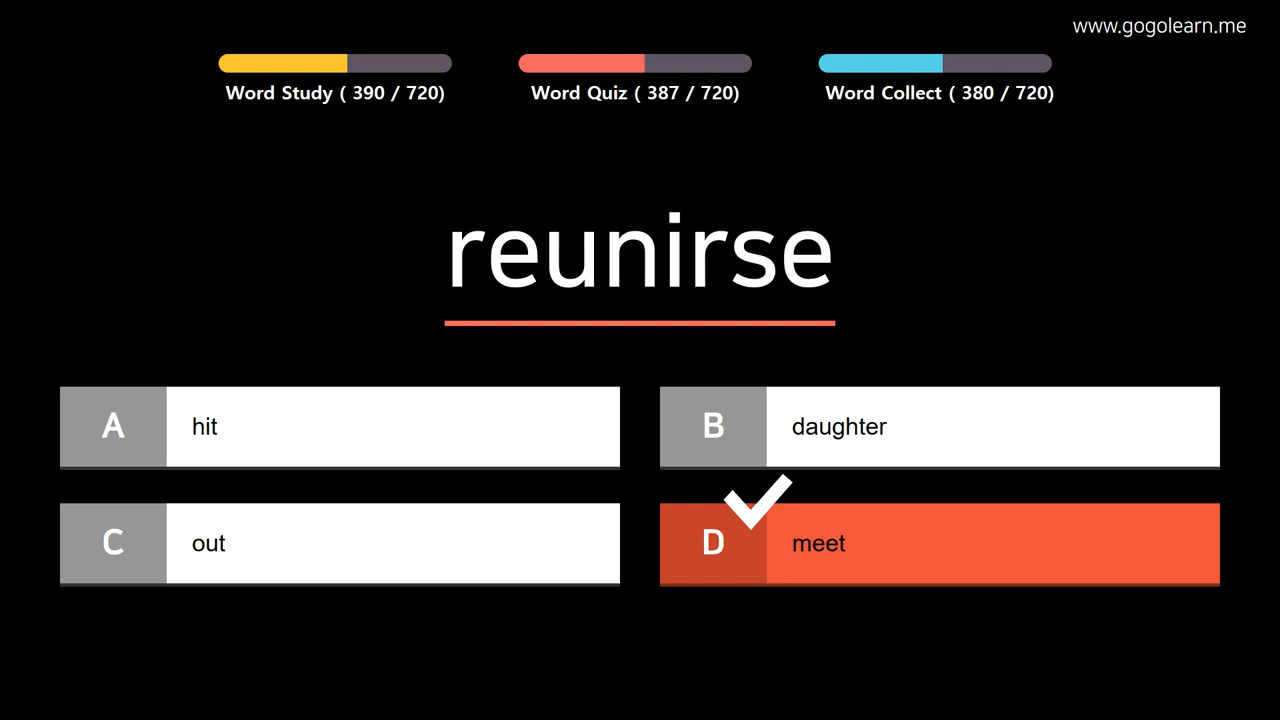 www.gogolearn.me
Word Study ( 390 / 720)
Word Quiz ( 387 / 720)
Word Collect ( 380 / 720)
reunirse
A hit
B daughter
C out
D meet